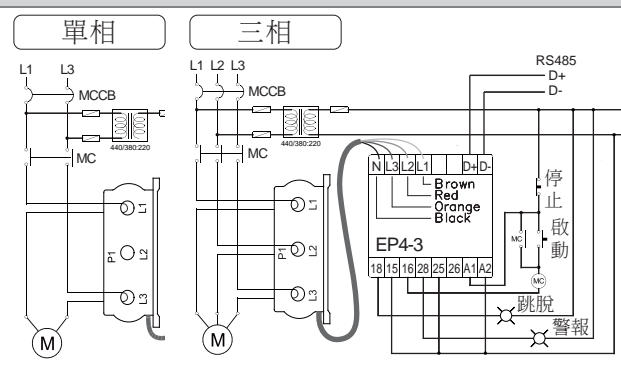 單相
三相
L1 L3
MCCB
440/380:220
MC
L1
P1 L2
L3
M
L1 L2 L3
MCCB
440/380:220
MC
L1
P1 L2
L3
M
RS485
D+
D-
N L3 L2 L1 D+ D-
Brown
Red
Orange
Black
EP4-3
18 15 16 28 25 26 A1 A2
停止
啟動
MC
MC
跳脫
警報